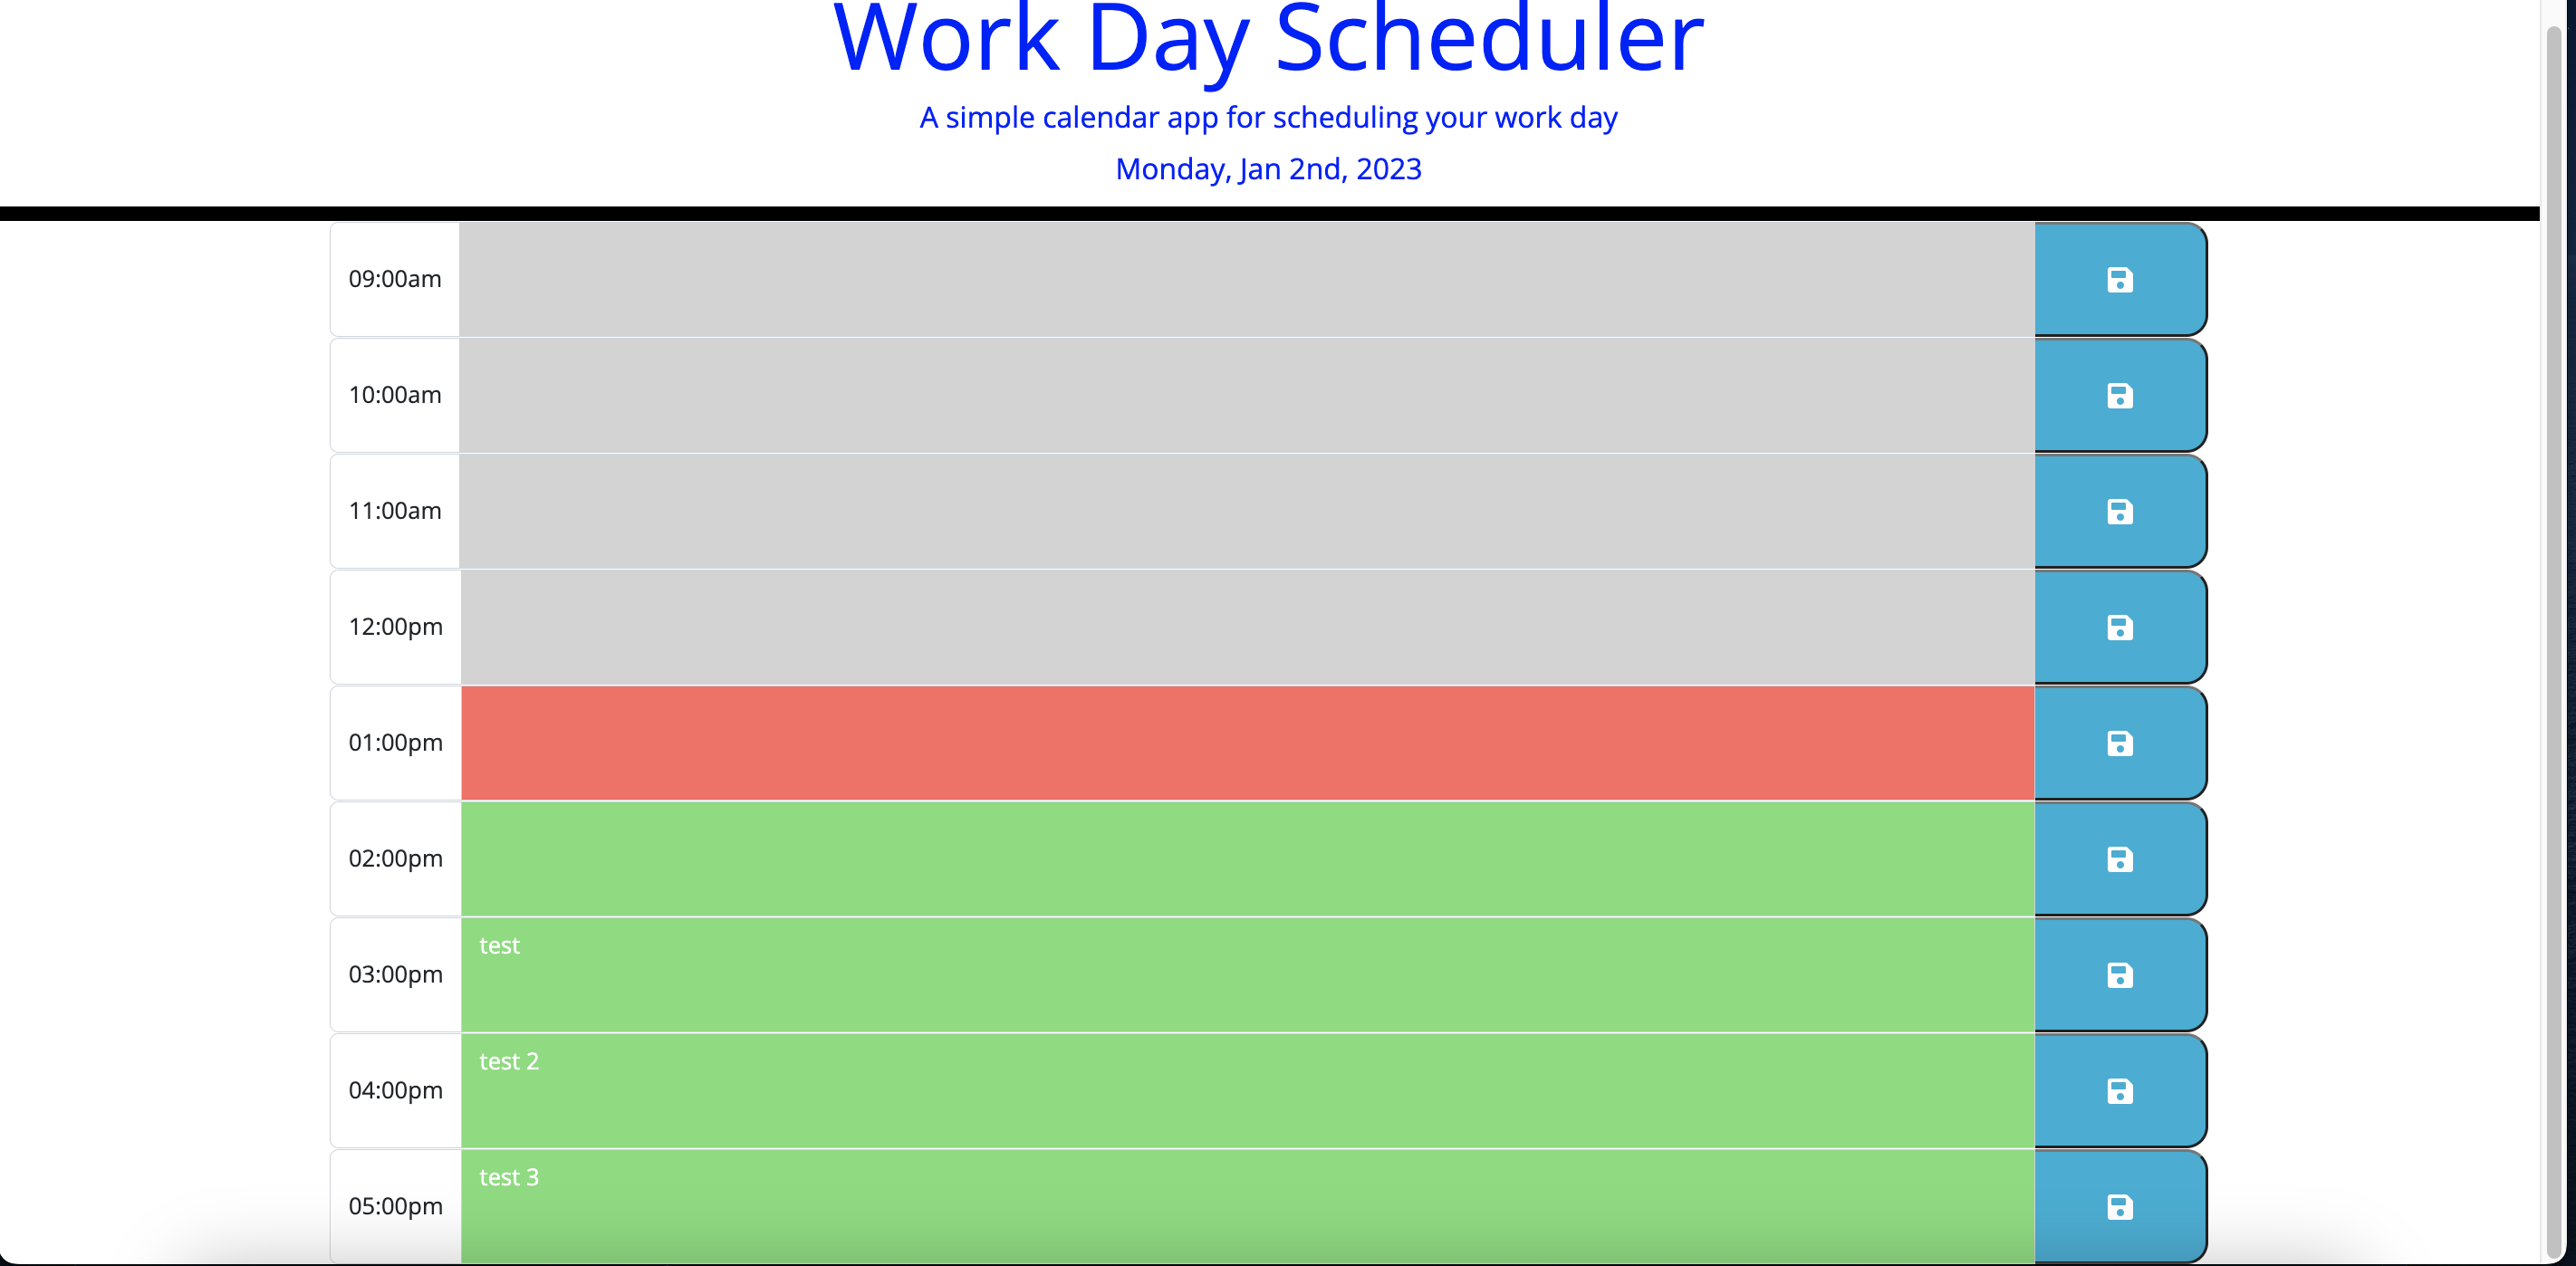 Work Day Scheduler
A simple calendar app for scheduling your work day
Monday, Jan 2nd, 2023
09:00am
10:00am
11:00am
12:00pm
01:00pm
02:00pm
03:00pm test
04:00pm test 2
05:00pm test 3